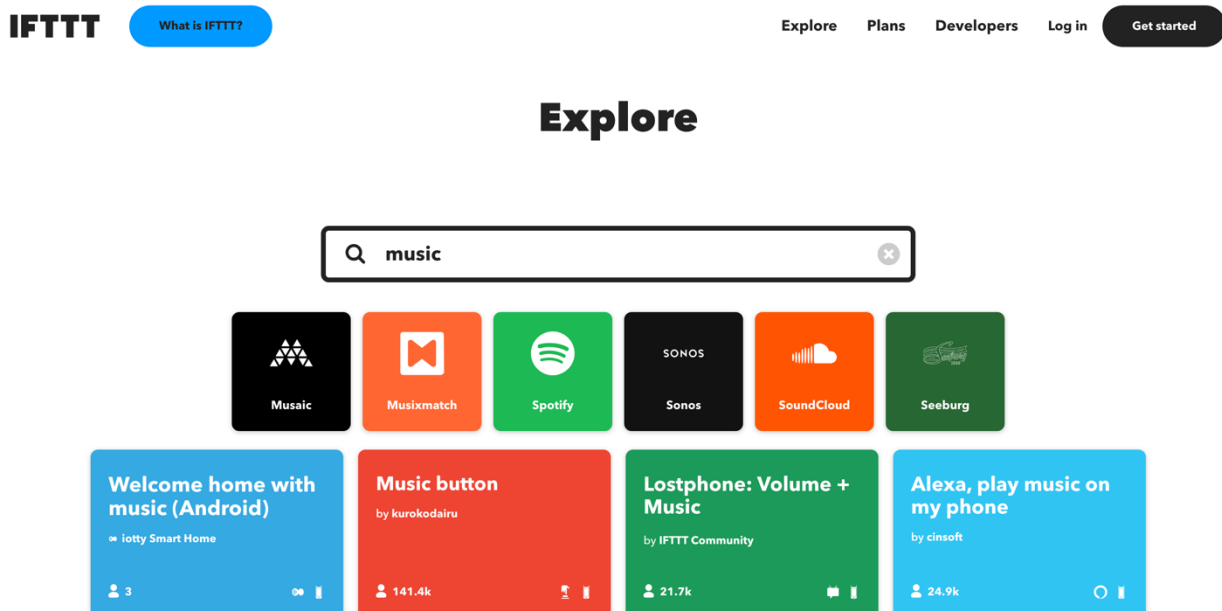 IFTTT
What is IFTTT?
Explore
Plans
Developers
Log in
Get started
Explore
music
Musaic
Musixmatch
Spotify
SONOS
Sonos
SoundCloud
Seeburg
Welcome home with
music (Android)
iotty Smart Home
3
Music button
by kurokodairu
141.4k
Lostphone: Volume +
Music
by IFTTT Community
21.7k
Alexa, play music on
my phone
by cinsoft
24.9k